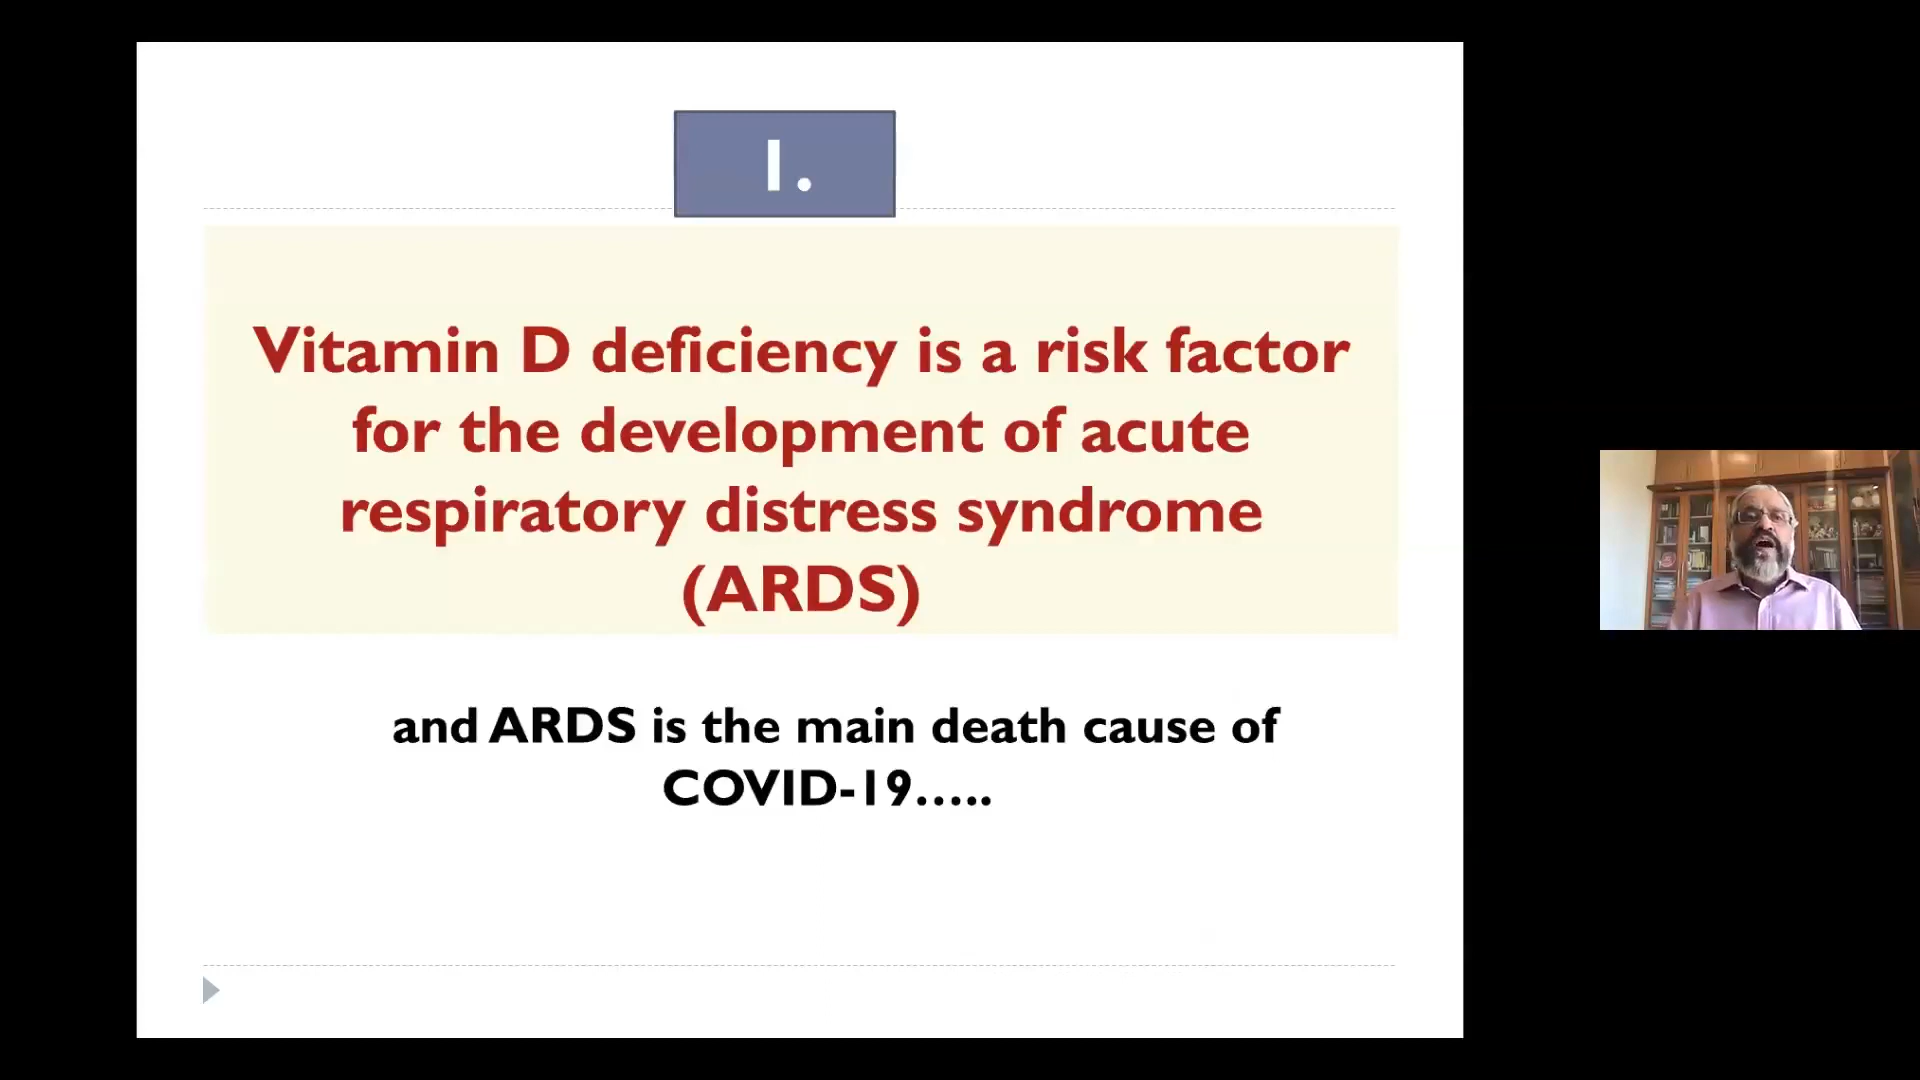 1.
Vitamin D deficiency is a risk factor
for the development of acute
respiratory distress syndrome
(ARDS)
and ARDS is the main death cause of
COVID-19.....